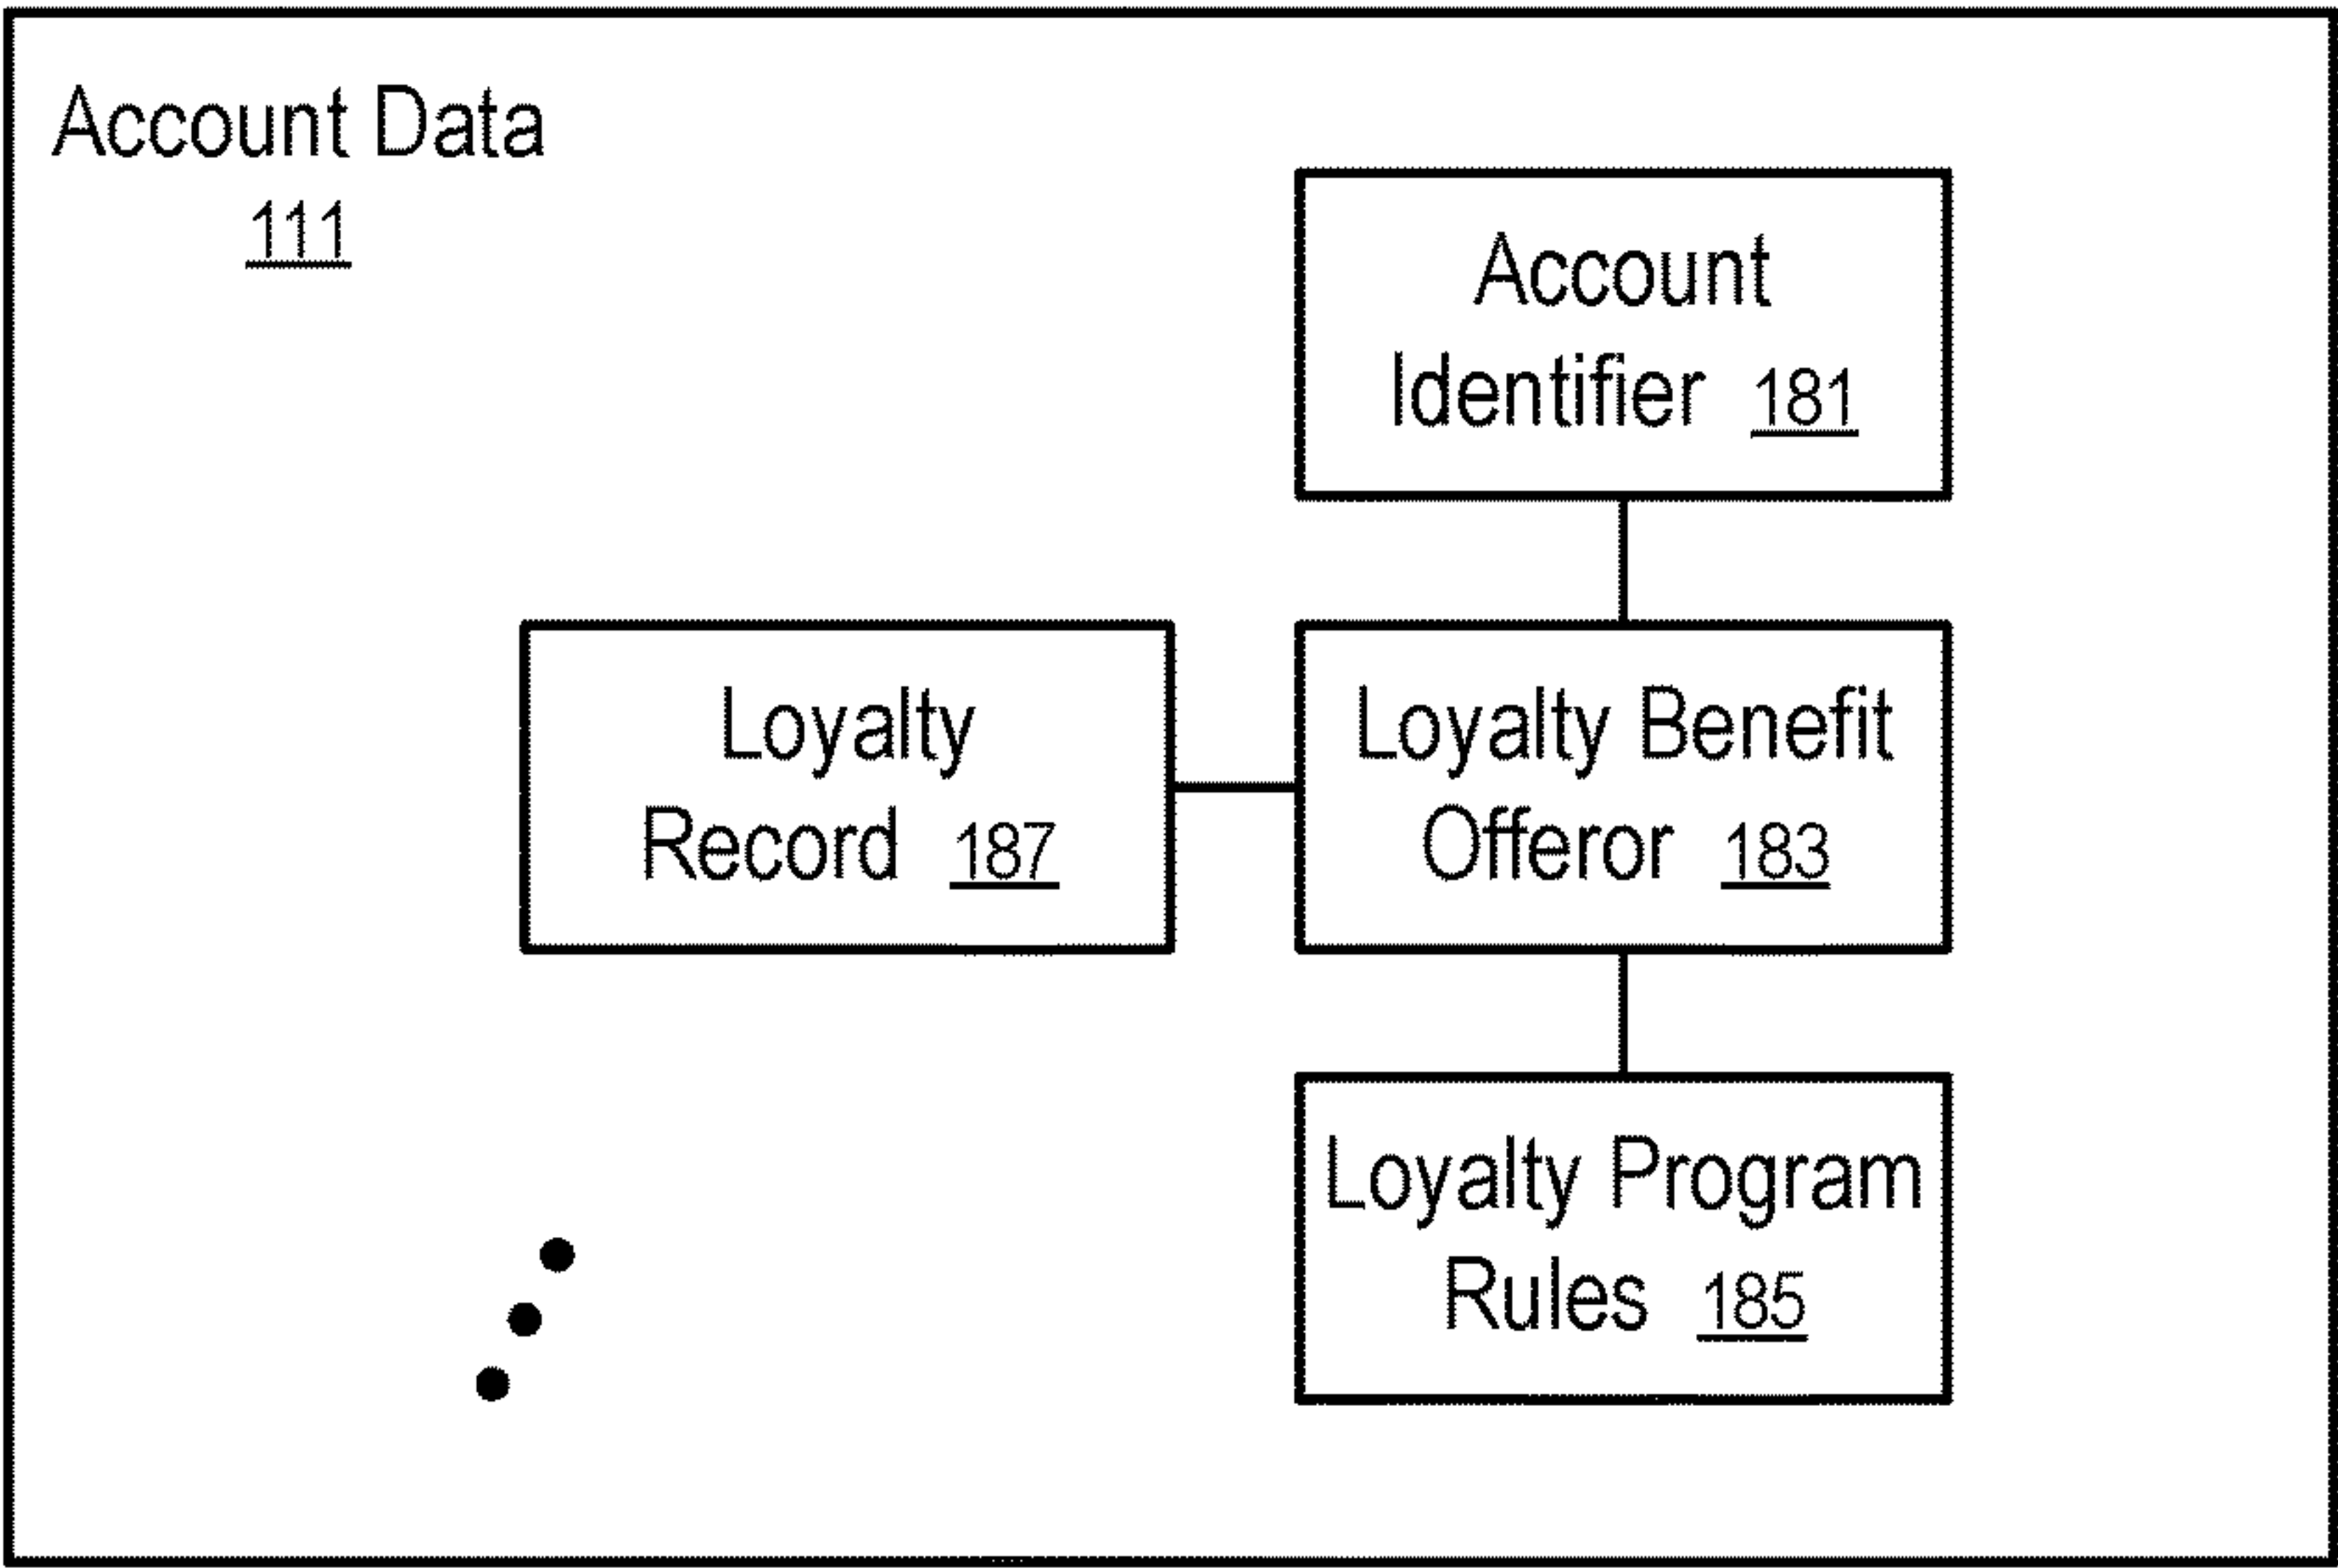 Account Data
111
Account
Identifier 181
Loyalty
Record 187
Loyalty Benefit
Offeror 183
Loyalty Program
Rules 185